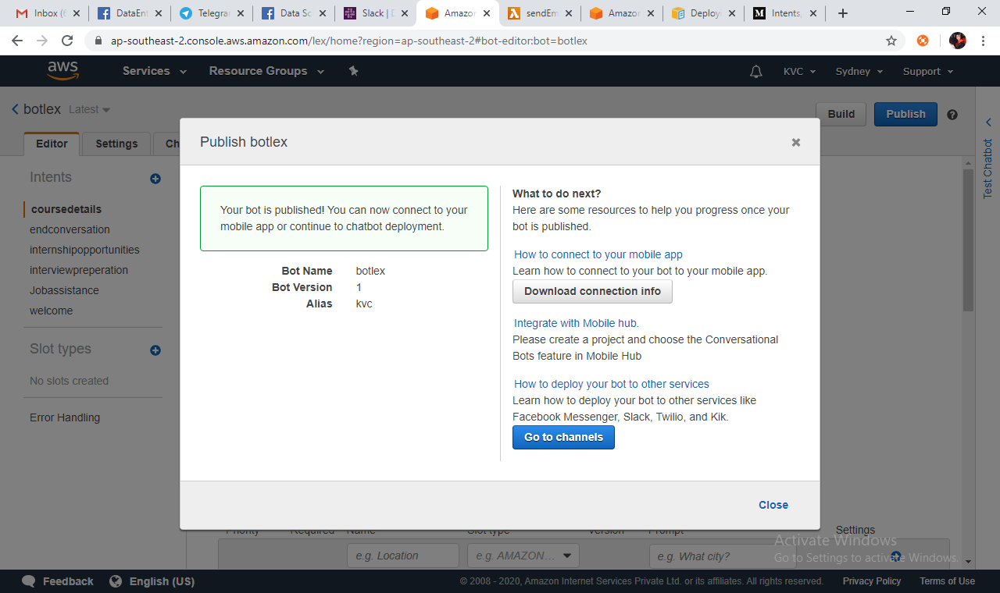 Inbox (6
DataEnt
Telegra
Data Sc
Slack | D
Amazon
sendEm
Amazon
Deploy
Intents,
ap-southeast-2.console.aws.amazon.com/lex/home?region=ap-southeast-2#bot-editor:bot=botlex
aws
Services
Resource Groups
KVC
Sydney
Support
botlex
Latest
Build
Publish
Editor
Settings
Ch
Test Chatbot
Intents
coursedetails
endconversation
internshipopportunities
interviewpreperation
Jobassistance
welcome
Slot types
No slots created
Error Handling
Publish botlex
Your bot is published! You can now connect to your
mobile app or continue to chatbot deployment.
Bot Name botlex
Bot Version 1
Alias kvc
What to do next?
Here are some resources to help you progress once your
bot is published.
How to connect to your mobile app
Learn how to connect to your bot to your mobile app.
Download connection info
Integrate with Mobile hub.
Please create a project and choose the Conversational
Bots feature in Mobile Hub
How to deploy your bot to other services
Learn how to deploy your bot to other services like
Facebook Messenger, Slack, Twilio, and Kik.
Go to channels
Close
Priority Required Name Slot type Version Prompt Settings
e.g. Location
e.g. AMAZON...
e.g. What city?
Activate Windows
Go to Settings to activate Windows.
Feedback
English (US)
© 2008 - 2020, Amazon Internet Services Private Ltd. or its affiliates. All rights reserved.
Privacy Policy
Terms of Use